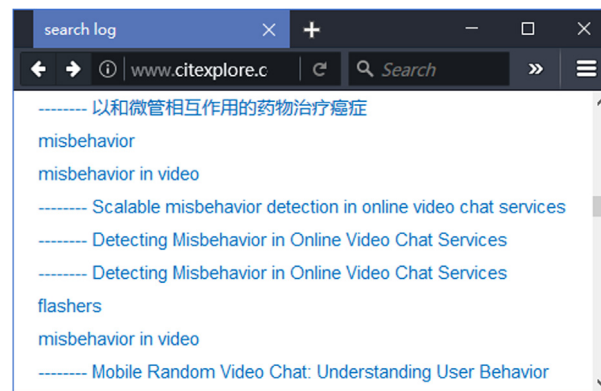 search log
www.citexplore.c
Search
-------- 以和微管相互作用的药物治疗癌症
misbehavior
misbehavior in video
-------- Scalable misbehavior detection in online video chat services
-------- Detecting Misbehavior in Online Video Chat Services
-------- Detecting Misbehavior in Online Video Chat Services
flashers
misbehavior in video
-------- Mobile Random Video Chat: Understanding User Behavior